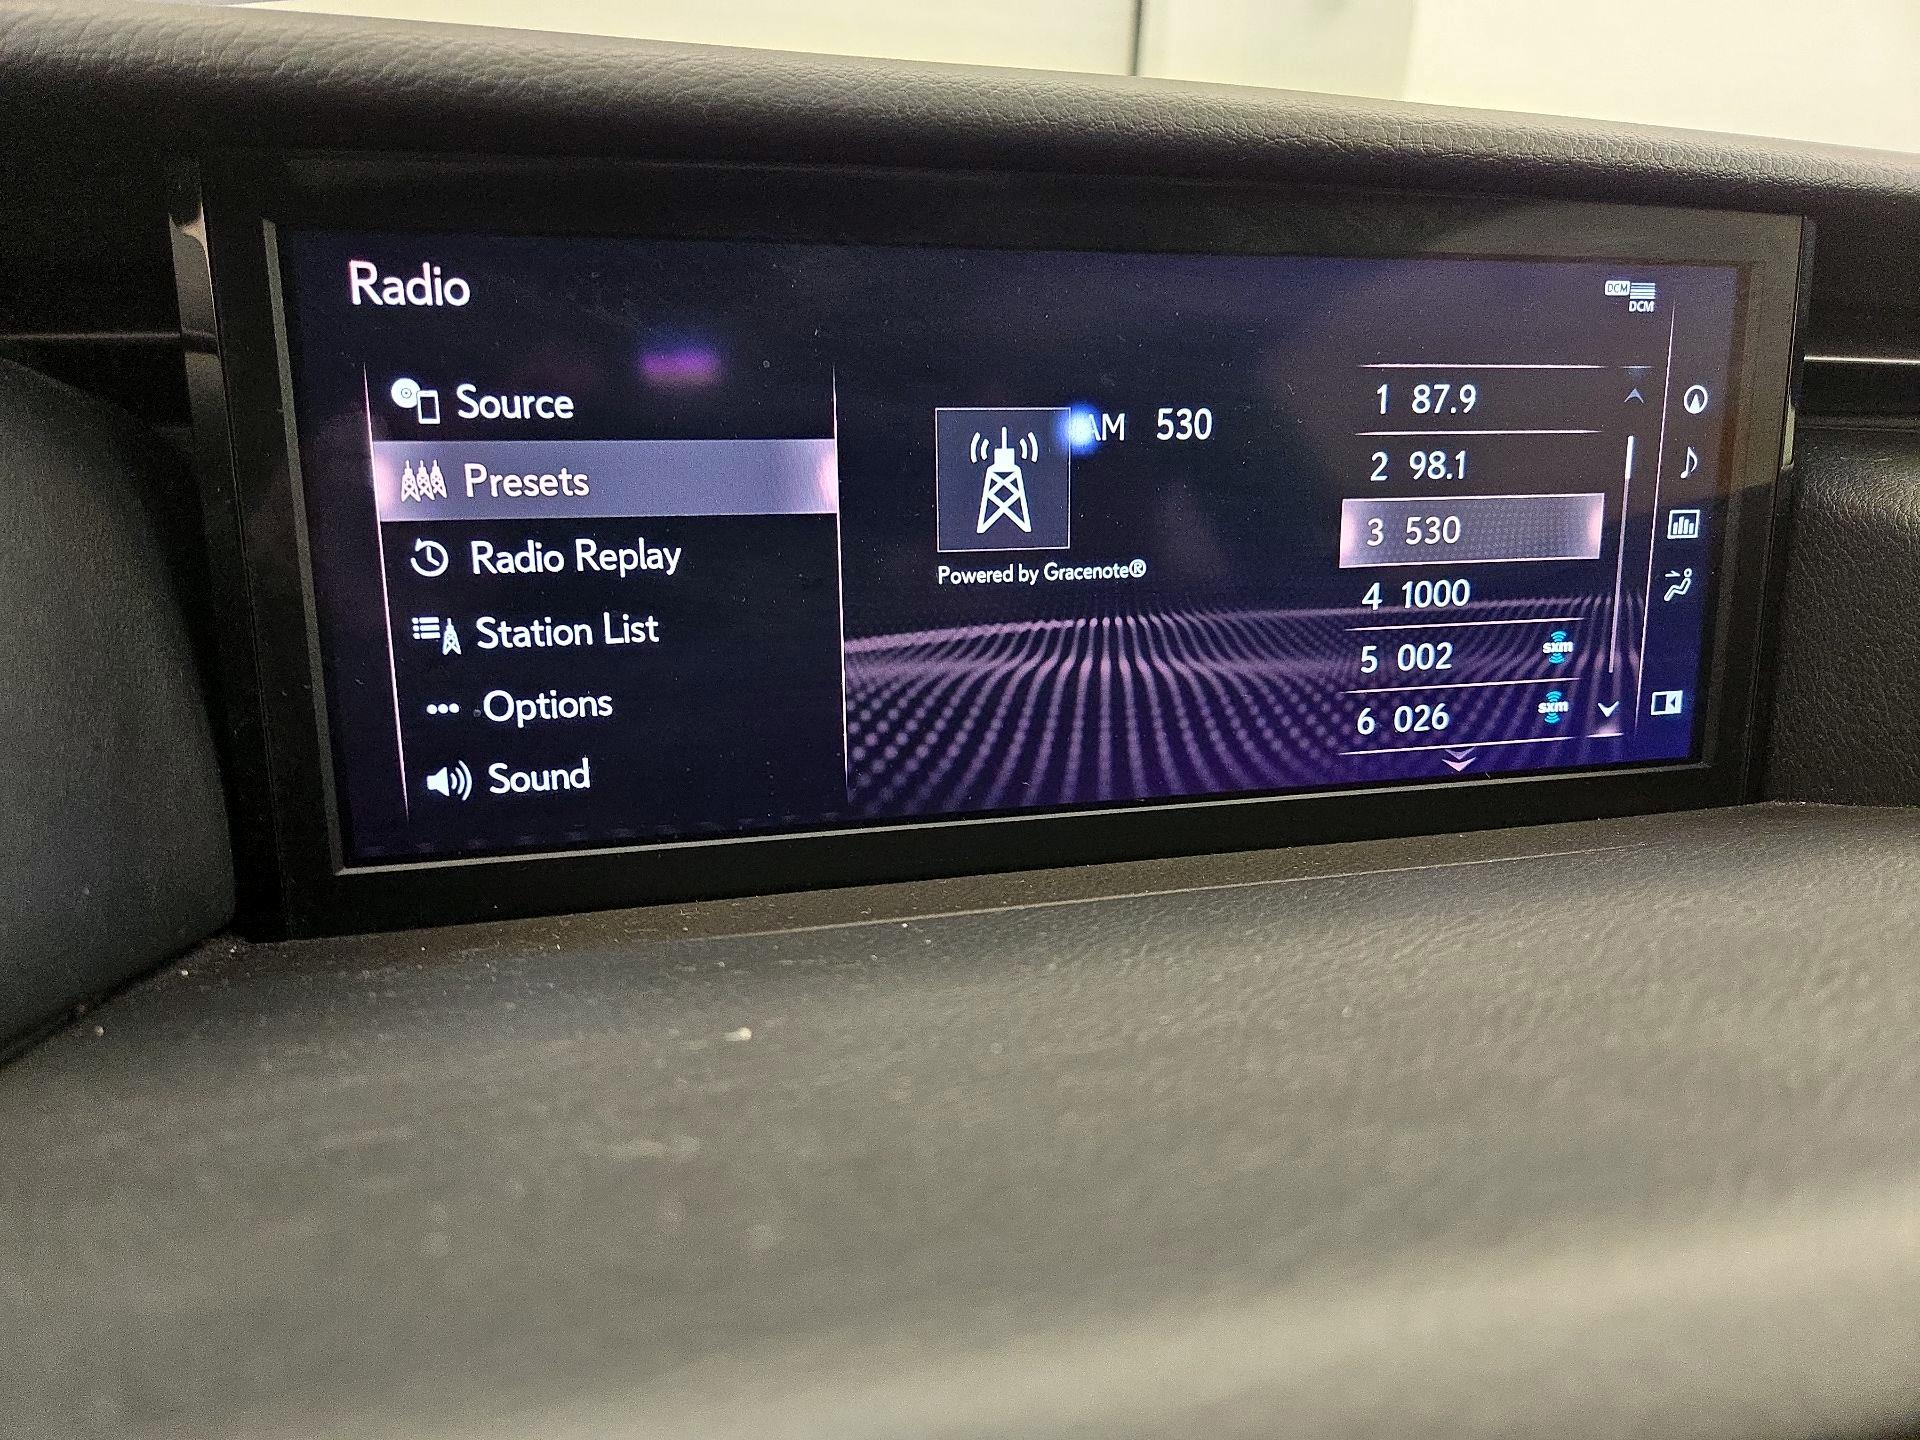 Radio
DCM
DCM
Source
Presets
Radio Replay
Station List
Options
Sound
AM 530
Powered by Gracenote®
1 87.9
2 98.1
3 530
4 1000
5 002 sxm
6 026 sxm